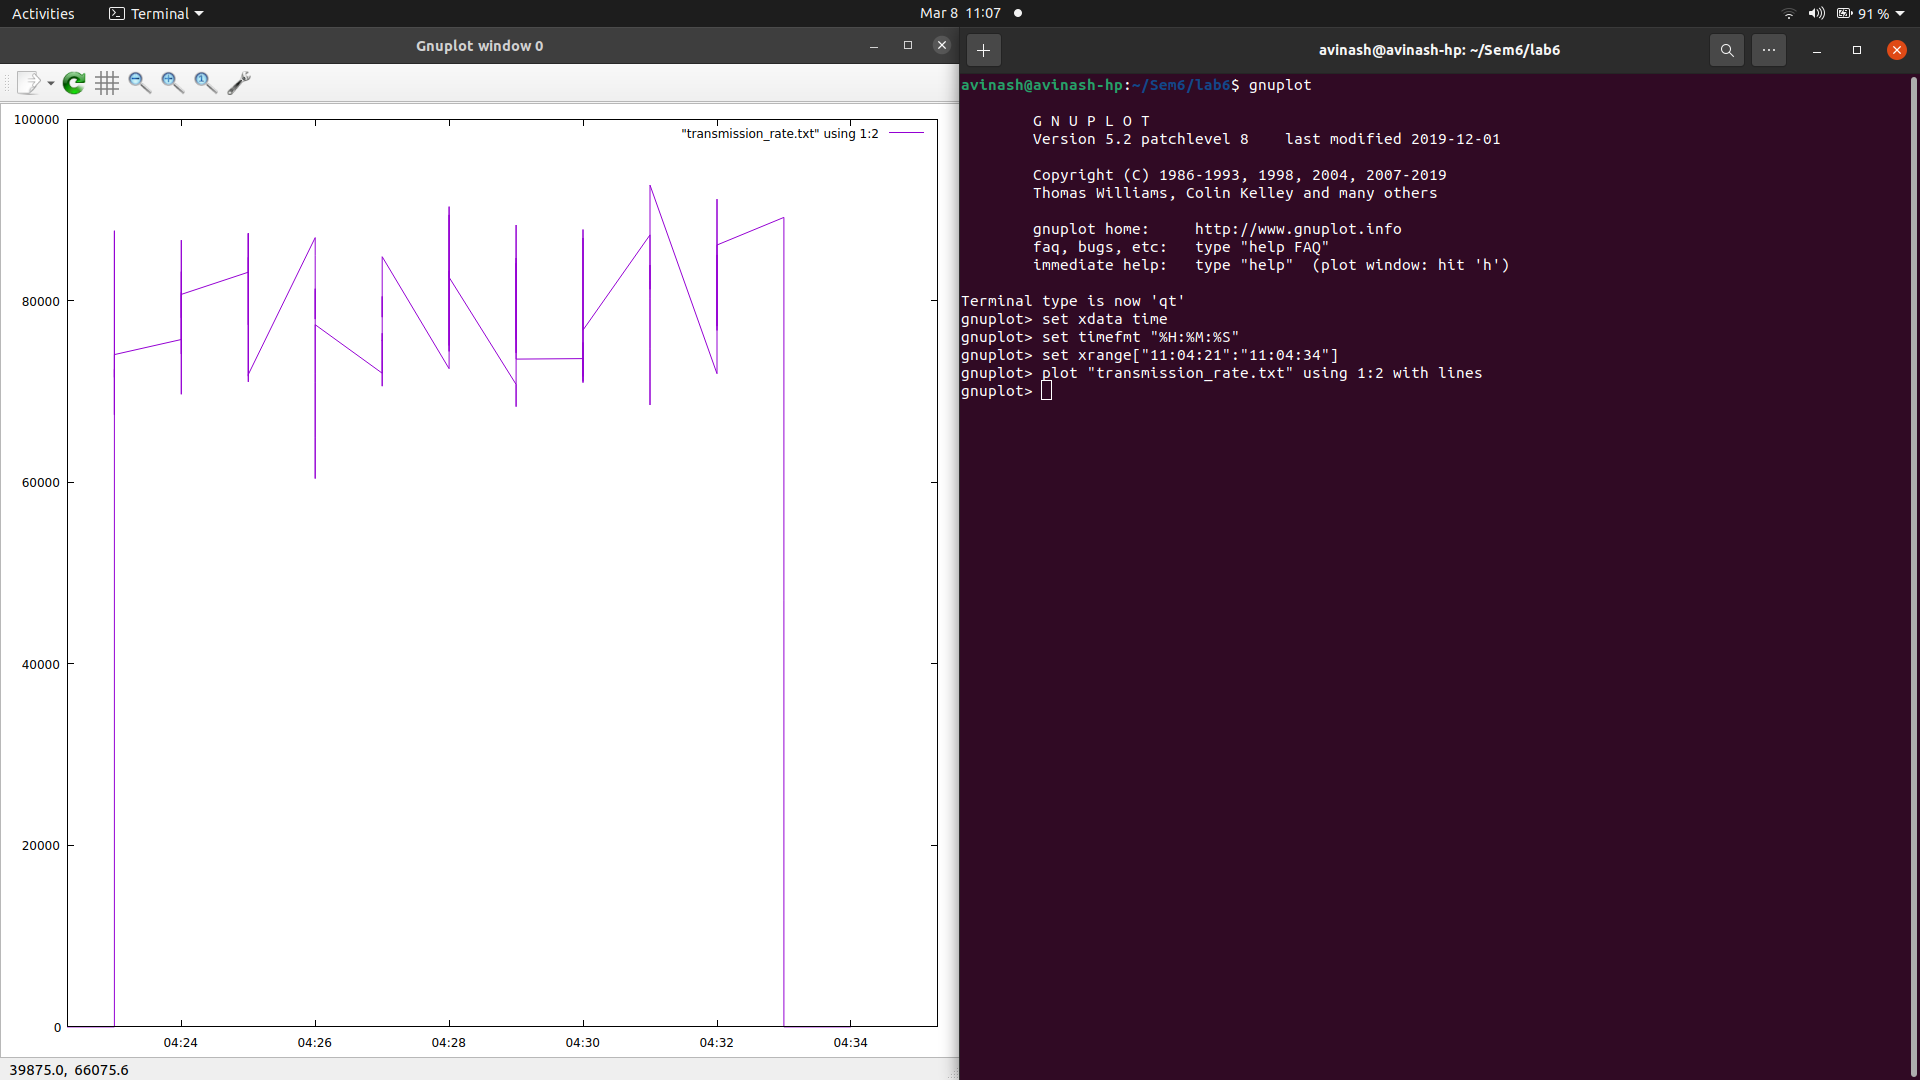 Activities
Terminal
Mar 8 11:07
91 %
Gnuplot window 0
100000
80000
60000
40000
20000
0
"transmission_rate.txt" using 1:2
04:24
04:26
04:28
04:30
04:32
04:34
39875.0, 66075.6
avinash@avinash-hp: ~/Sem6/lab6
avinash@avinash-hp:~/Sem6/lab6$ gnuplot
G N U P L O T
Version 5.2 patchlevel 8    last modified 2019-12-01
Copyright (C) 1986-1993, 1998, 2004, 2007-2019
Thomas Williams, Colin Kelley and many others
gnuplot home:     http://www.gnuplot.info
faq, bugs, etc:   type "help FAQ"
immediate help:   type "help"  (plot window: hit 'h')
Terminal type is now 'qt'
gnuplot> set xdata time
gnuplot> set timefmt "%H:%M:%S"
gnuplot> set xrange["11:04:21":"11:04:34"]
gnuplot> plot "transmission_rate.txt" using 1:2 with lines
gnuplot>